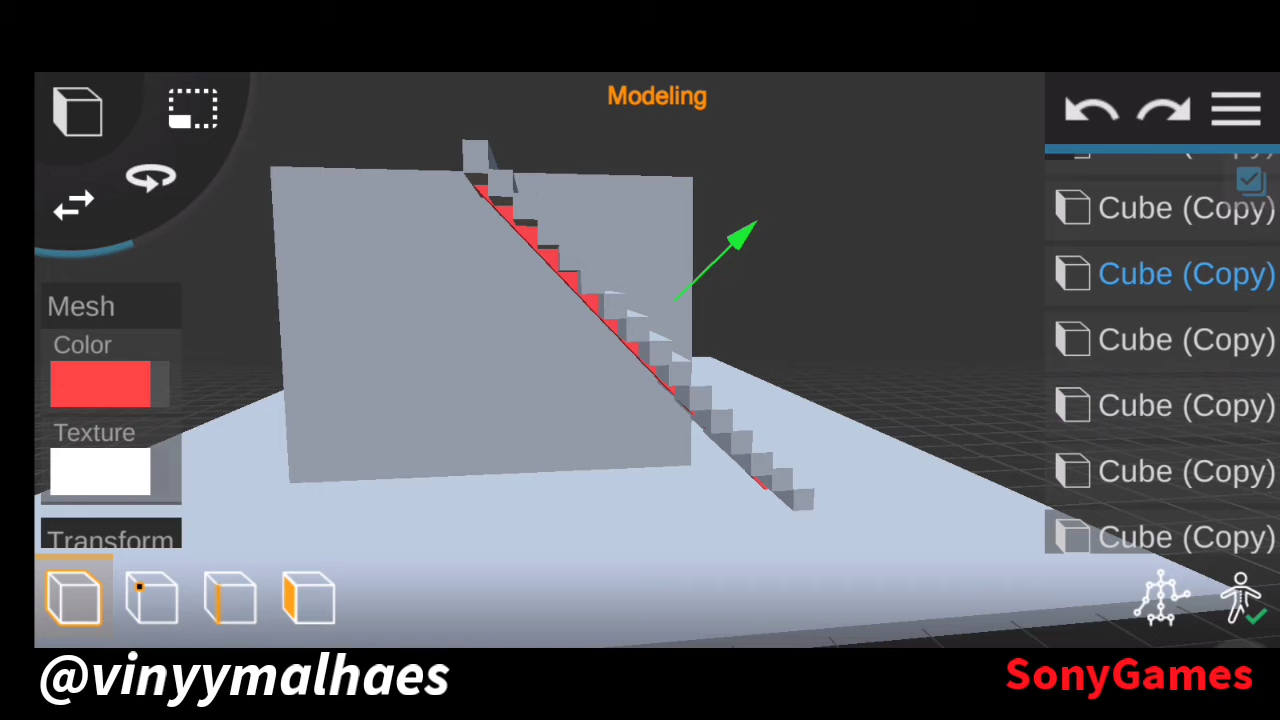 Modeling
Cube (Copy)
Cube (Copy)
Cube (Copy)
Cube (Copy)
Cube (Copy)
Cube (Copy)
Mesh
Color
Texture
Transform
@vinyymalhaes
SonyGames